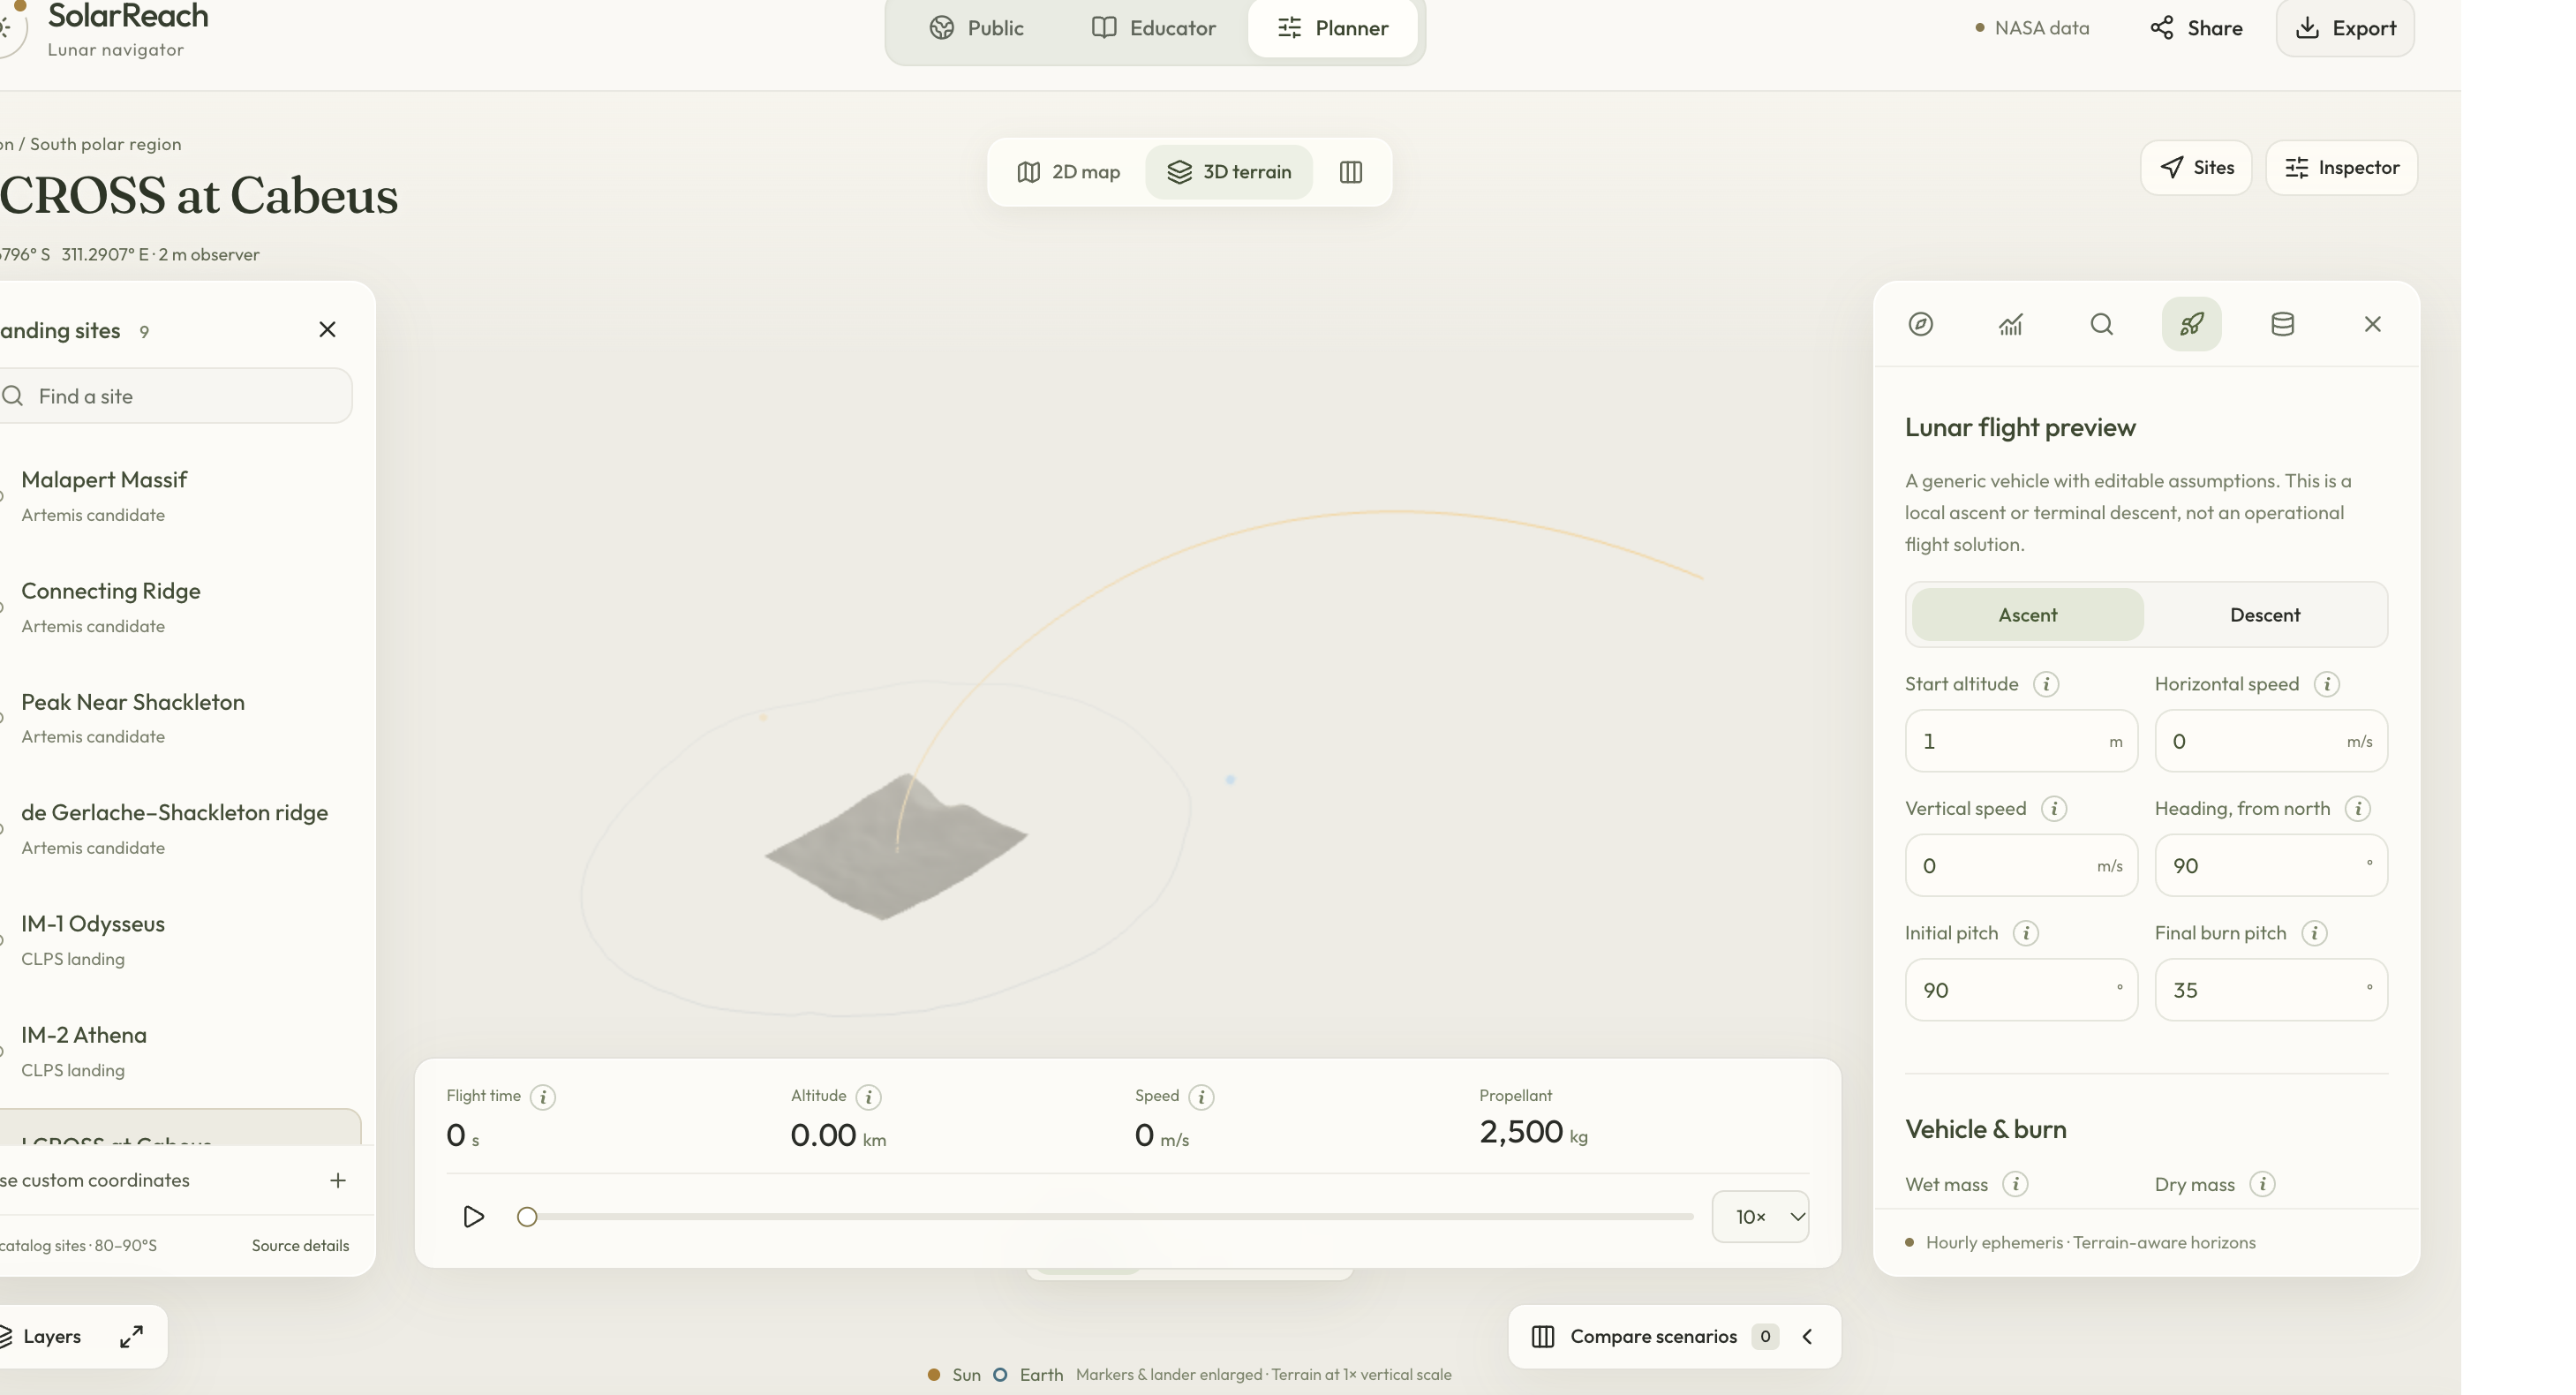 SolarReach
Lunar navigator
Public
Educator
Planner
NASA data
Share
Export
on / South polar region
CROSS at Cabeus
796° S 311.2907° E · 2 m observer
2D map
3D terrain
Sites
Inspector
anding sites 9
Find a site
Malapert Massif
Artemis candidate
Connecting Ridge
Artemis candidate
Peak Near Shackleton
Artemis candidate
de Gerlache–Shackleton ridge
Artemis candidate
IM-1 Odysseus
CLPS landing
IM-2 Athena
CLPS landing
LCROSS at Cabeus
se custom coordinates
catalog sites · 80–90°S
Source details
Layers
Flight time i
0 s
Altitude i
0.00 km
Speed i
0 m/s
Propellant
2,500 kg
10×
Compare scenarios 0
Sun
Earth
Markers & lander enlarged · Terrain at 1× vertical scale
Lunar flight preview
A generic vehicle with editable assumptions. This is a
local ascent or terminal descent, not an operational
flight solution.
Ascent
Descent
Start altitude i
Horizontal speed i
1 m
0 m/s
Vertical speed i
Heading, from north i
0 m/s
90 °
Initial pitch i
Final burn pitch i
90 °
35 °
Vehicle & burn
Wet mass i
Dry mass i
Hourly ephemeris · Terrain-aware horizons